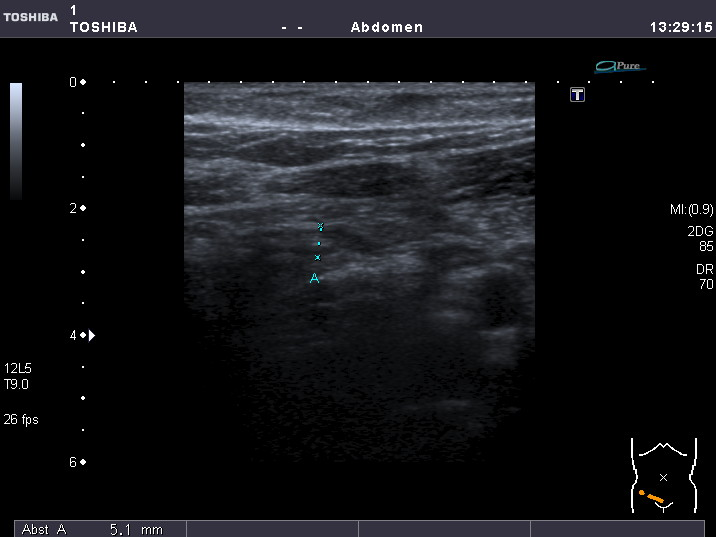 TOSHIBA
1
TOSHIBA - - Abdomen 13:29:15
aPure
T
0
2
4
6
A
MI:(0.9)
2DG
85
DR
70
12L5
T9.0
26 fps
Abst A 5.1 mm